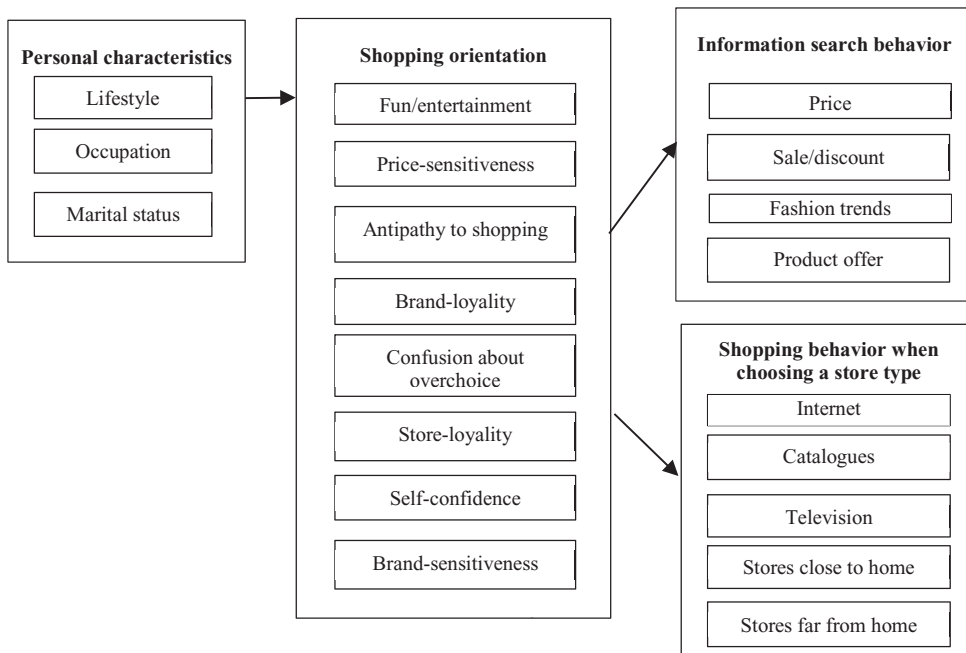 Personal characteristics
Lifestyle
Occupation
Marital status
Shopping orientation
Fun/entertainment
Price-sensitiveness
Antipathy to shopping
Brand-loyality
Confusion about
overchoice
Store-loyality
Self-confidence
Brand-sensitiveness
Information search behavior
Price
Sale/discount
Fashion trends
Product offer
Shopping behavior when
choosing a store type
Internet
Catalogues
Television
Stores close to home
Stores far from home